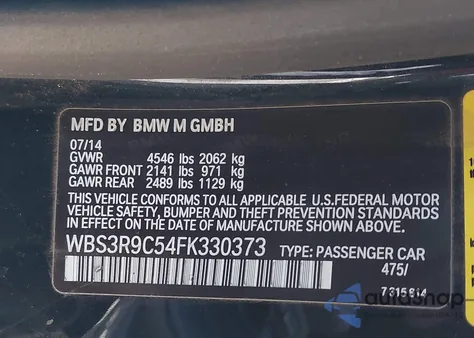 MFD BY BMW M GMBH
07/14
GVWR 4546 lbs 2062 kg
GAWR FRONT 2141 lbs 971 kg
GAWR REAR 2489 lbs 1129 kg
THIS VEHICLE CONFORMS TO ALL APPLICABLE U.S.FEDERAL MOTOR
VEHICLE SAFETY, BUMPER AND THEFT PREVENTION STANDARDS
IN EFFECT ON THE DATE OF MANUFACTURE SHOWN ABOVE.
WBS3R9C54FK330373 TYPE: PASSENGER CAR
475/
7315814
autoshop